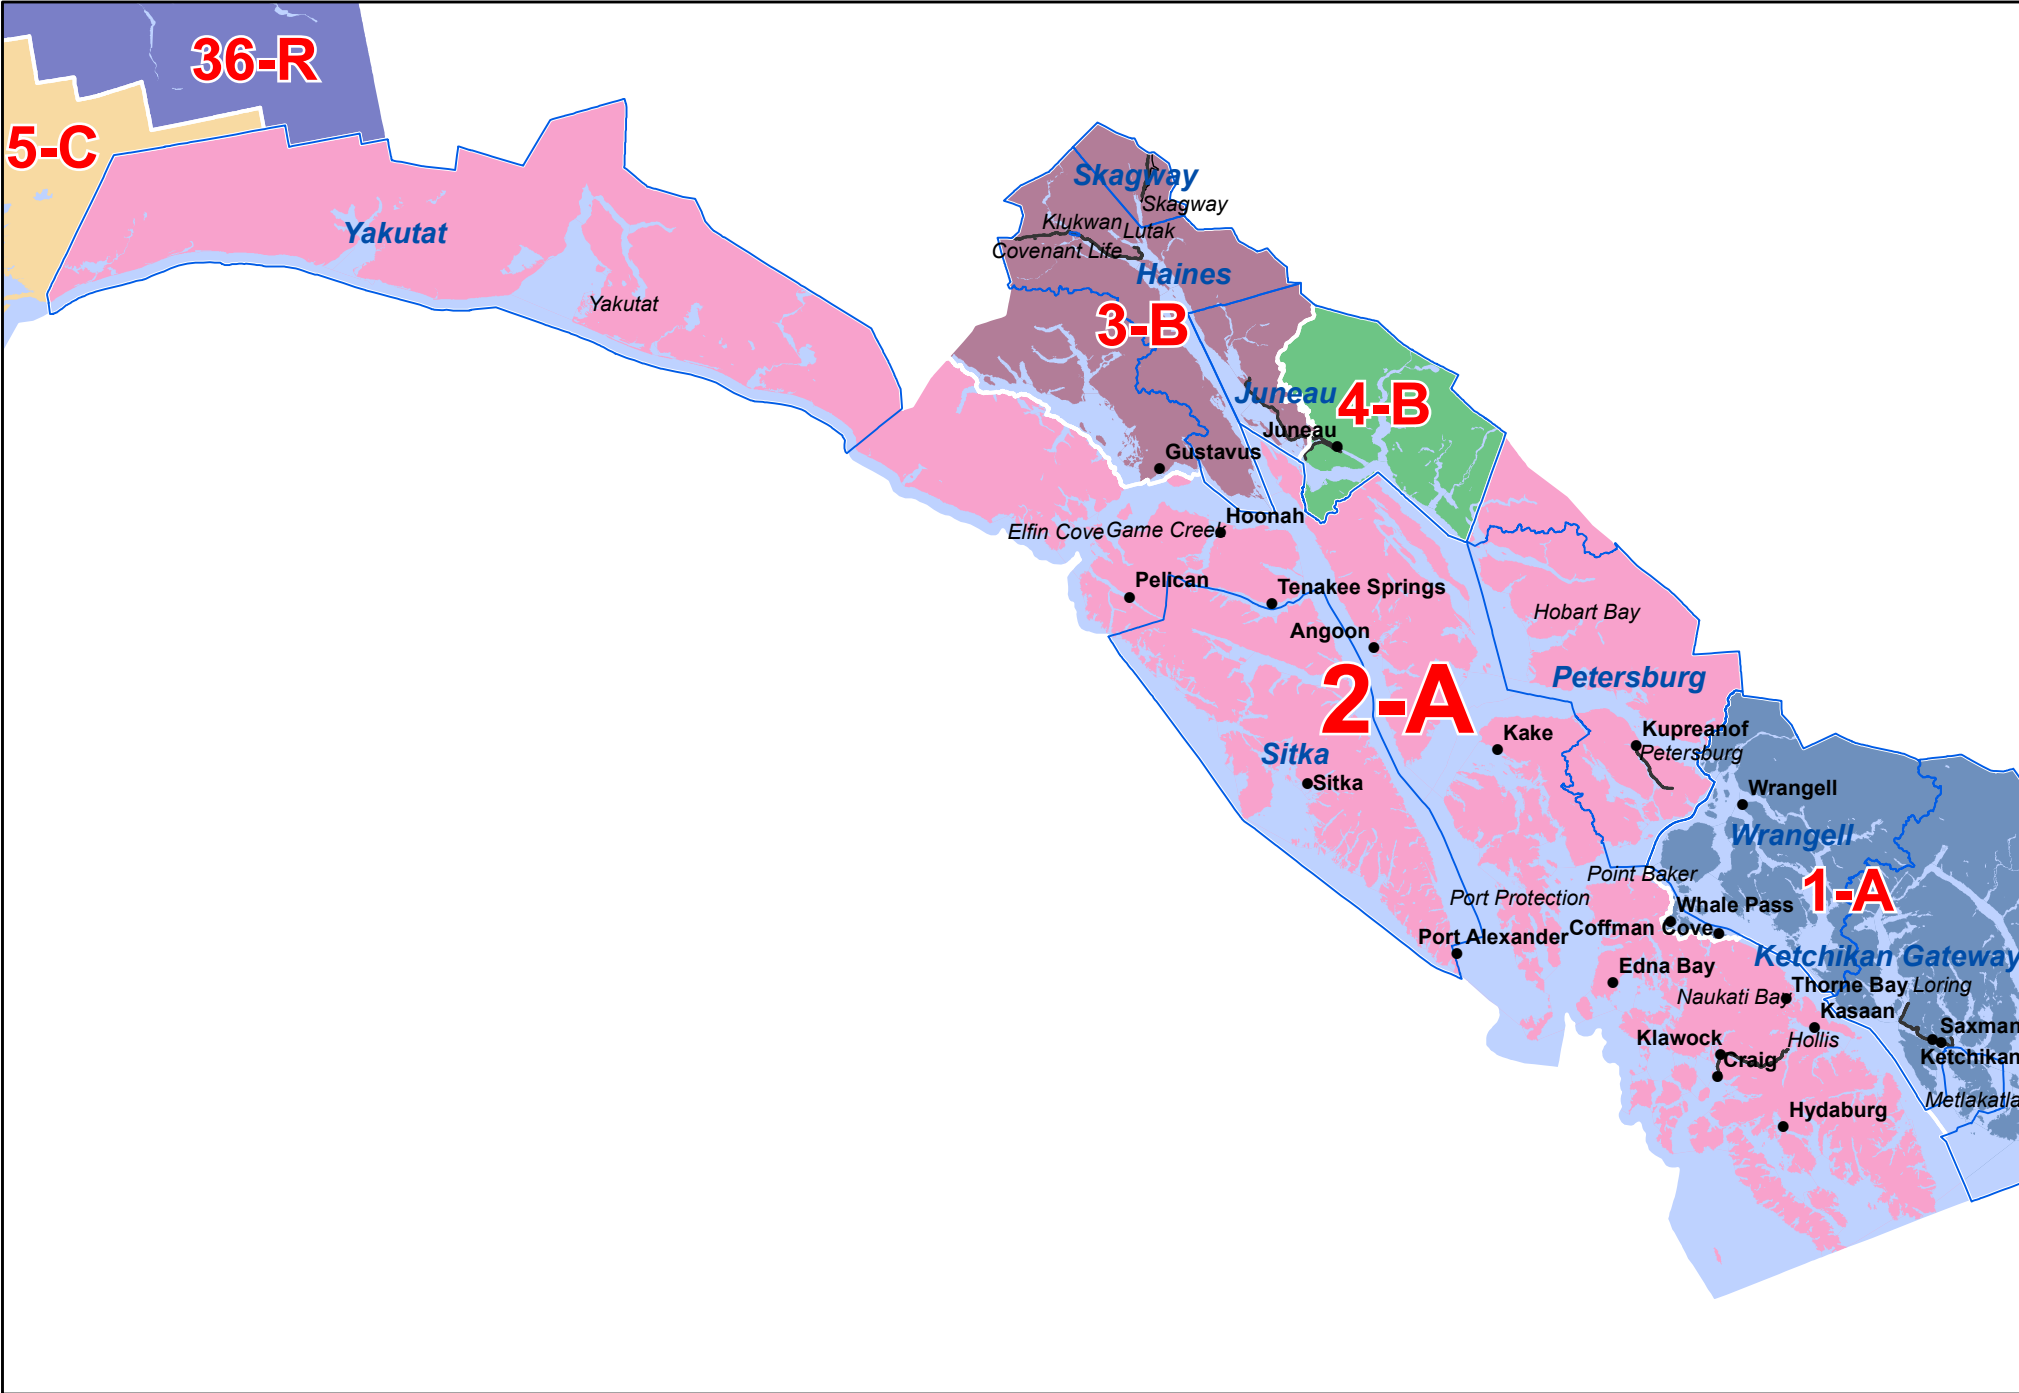 36-R
5-C
Skagway
Skagway
Klukwan
Lutak
Yakutat
Covenant Life
Haines
Yakutat
3-B
Juneau
4-B
Juneau
Gustavus
Hoonah
Elfin Cove
Game Creek
Pelican
Tenakee Springs
Hobart Bay
Angoon
Petersburg
2-A
Kupreanof
Kake
Petersburg
Sitka
Sitka
Wrangell
Wrangell
Point Baker
1-A
Port Protection
Whale Pass
Coffman Cove
Port Alexander
Ketchikan Gateway
Edna Bay
Thorne Bay
Loring
Naukati Bay
Kasaan
Saxman
Klawock
Hollis
Craig
Ketchikan
Metlakatla
Hydaburg